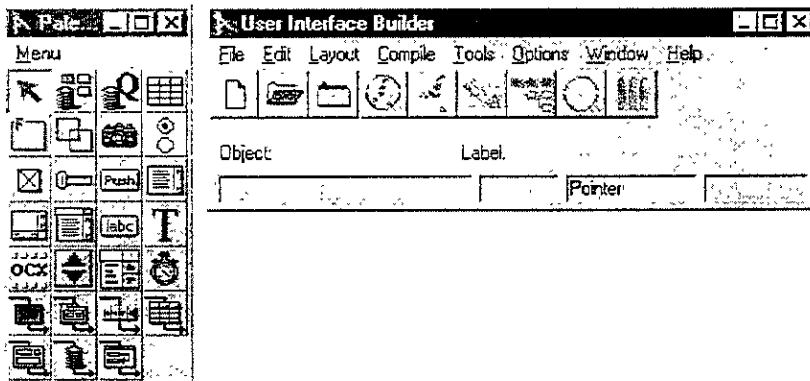 Pale...
Menu
Q
F
Push
abc
T
OCX
User Interface Builder
File Edit Layout Compile Tools Options Window Help
Object: Label:
Pointer